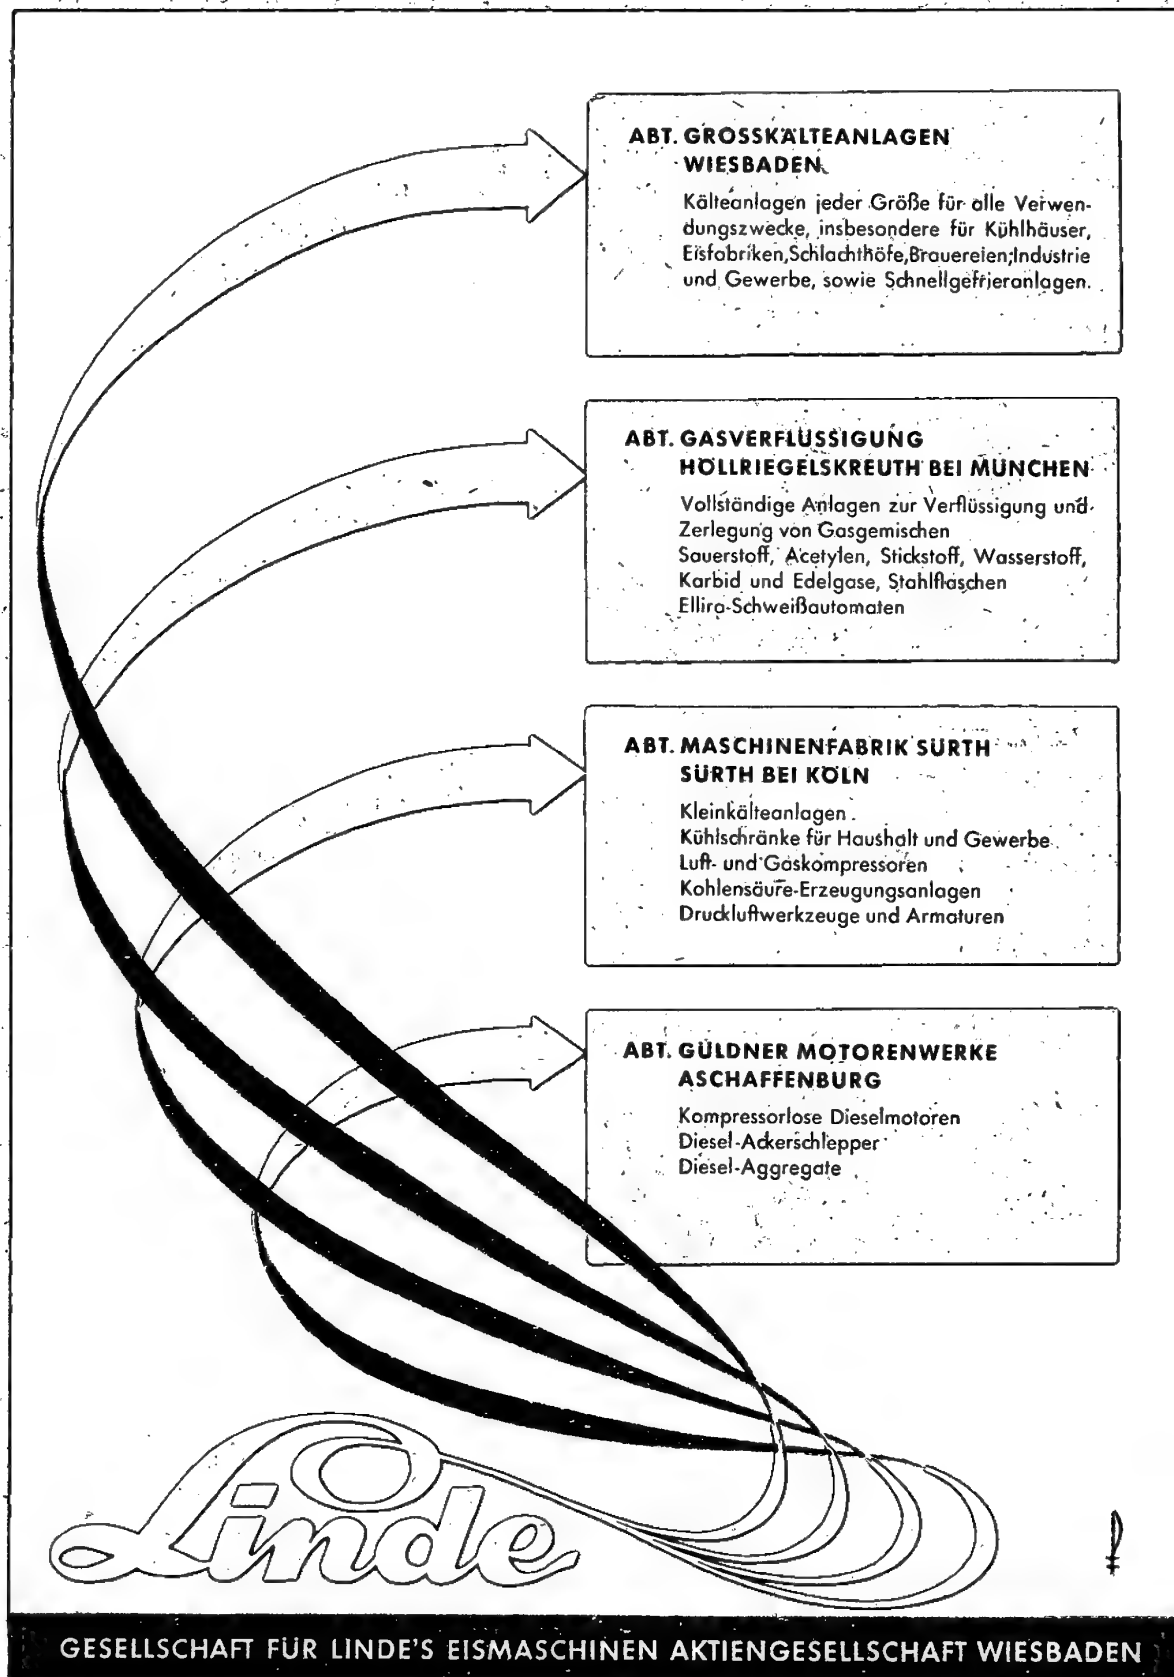 ABT. GROSSKÄLTEANLAGEN
WIESBADEN
Kälteanlagen jeder Größe für alle Verwen-
dungszwecke, insbesondere für Kühlhäuser,
Eisfabriken, Schlachthöfe, Brauereien, Industrie
und Gewerbe, sowie Schnellgefrieranlagen.
ABT. GASVERFLÜSSIGUNG
HÖLLRIEGELSKREUTH BEI MÜNCHEN
Vollständige Anlagen zur Verflüssigung und
Zerlegung von Gasgemischen
Sauerstoff, Acetylen, Stickstoff, Wasserstoff,
Karbid und Edelgase, Stahlflaschen
Ellira-Schweißautomaten
ABT. MASCHINENFABRIK SÜRTH
SÜRTH BEI KÖLN
Kleinkälteanlagen
Kühlschränke für Haushalt und Gewerbe
Luft- und Gaskompressoren
Kohlensäure-Erzeugungsanlagen
Druckluftwerkzeuge und Armaturen
ABT. GÜLDNER MOTORENWERKE
ASCHAFFENBURG
Kompressorlose Dieselmotoren
Diesel-Ackerschlepper
Diesel-Aggregate
Linde
GESELLSCHAFT FÜR LINDE'S EISMASCHINEN AKTIENGESELLSCHAFT WIESBADEN